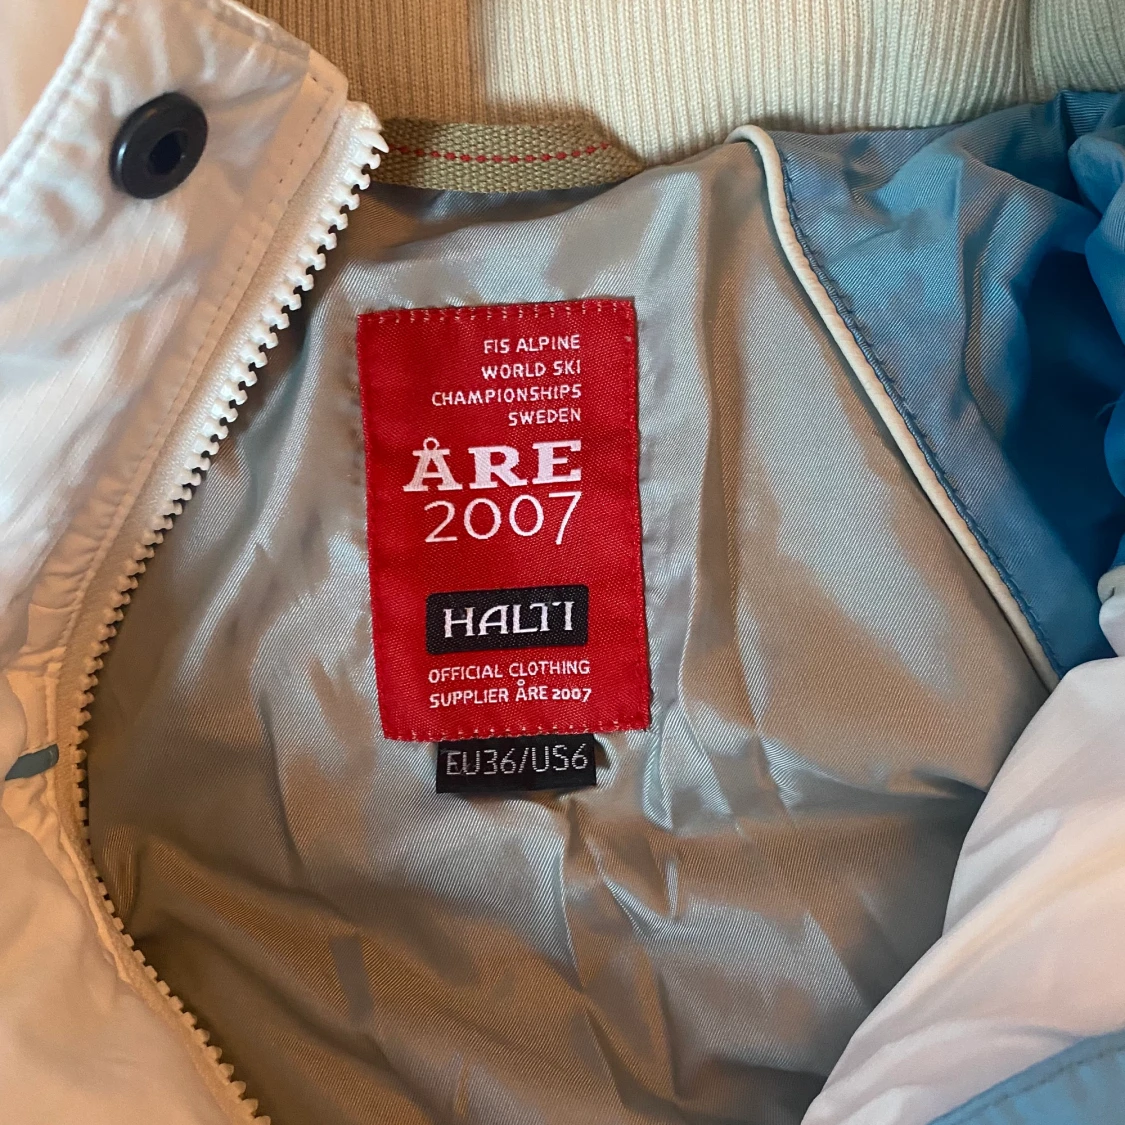 FIS ALPINE
WORLD SKI
CHAMPIONSHIPS
SWEDEN
ÅRE
2007
HALTI
OFFICIAL CLOTHING
SUPPLIER ÅRE 2007
EU36/US6